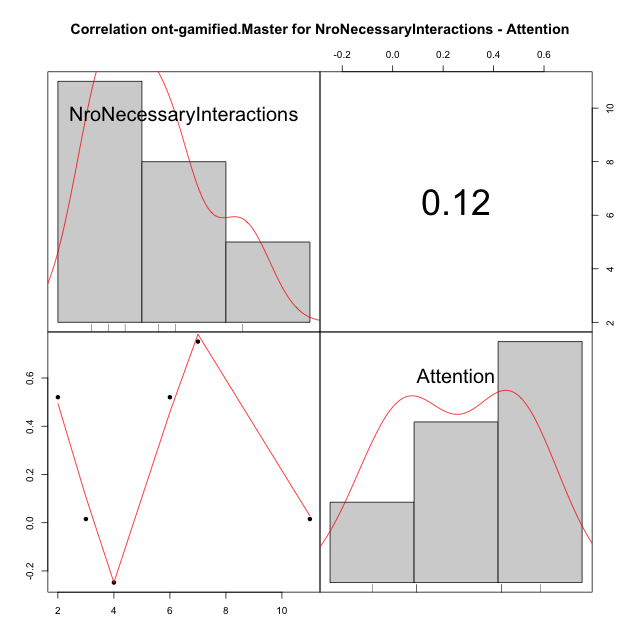 Correlation ont-gamified.Master for NroNecessaryInteractions - Attention
-0.2 0.0 0.2 0.4 0.6
NroNecessaryInteractions
0.12
10
8
6
4
2
Attention
0.6
0.4
0.2
0.0
-0.2
2 4 6 8 10